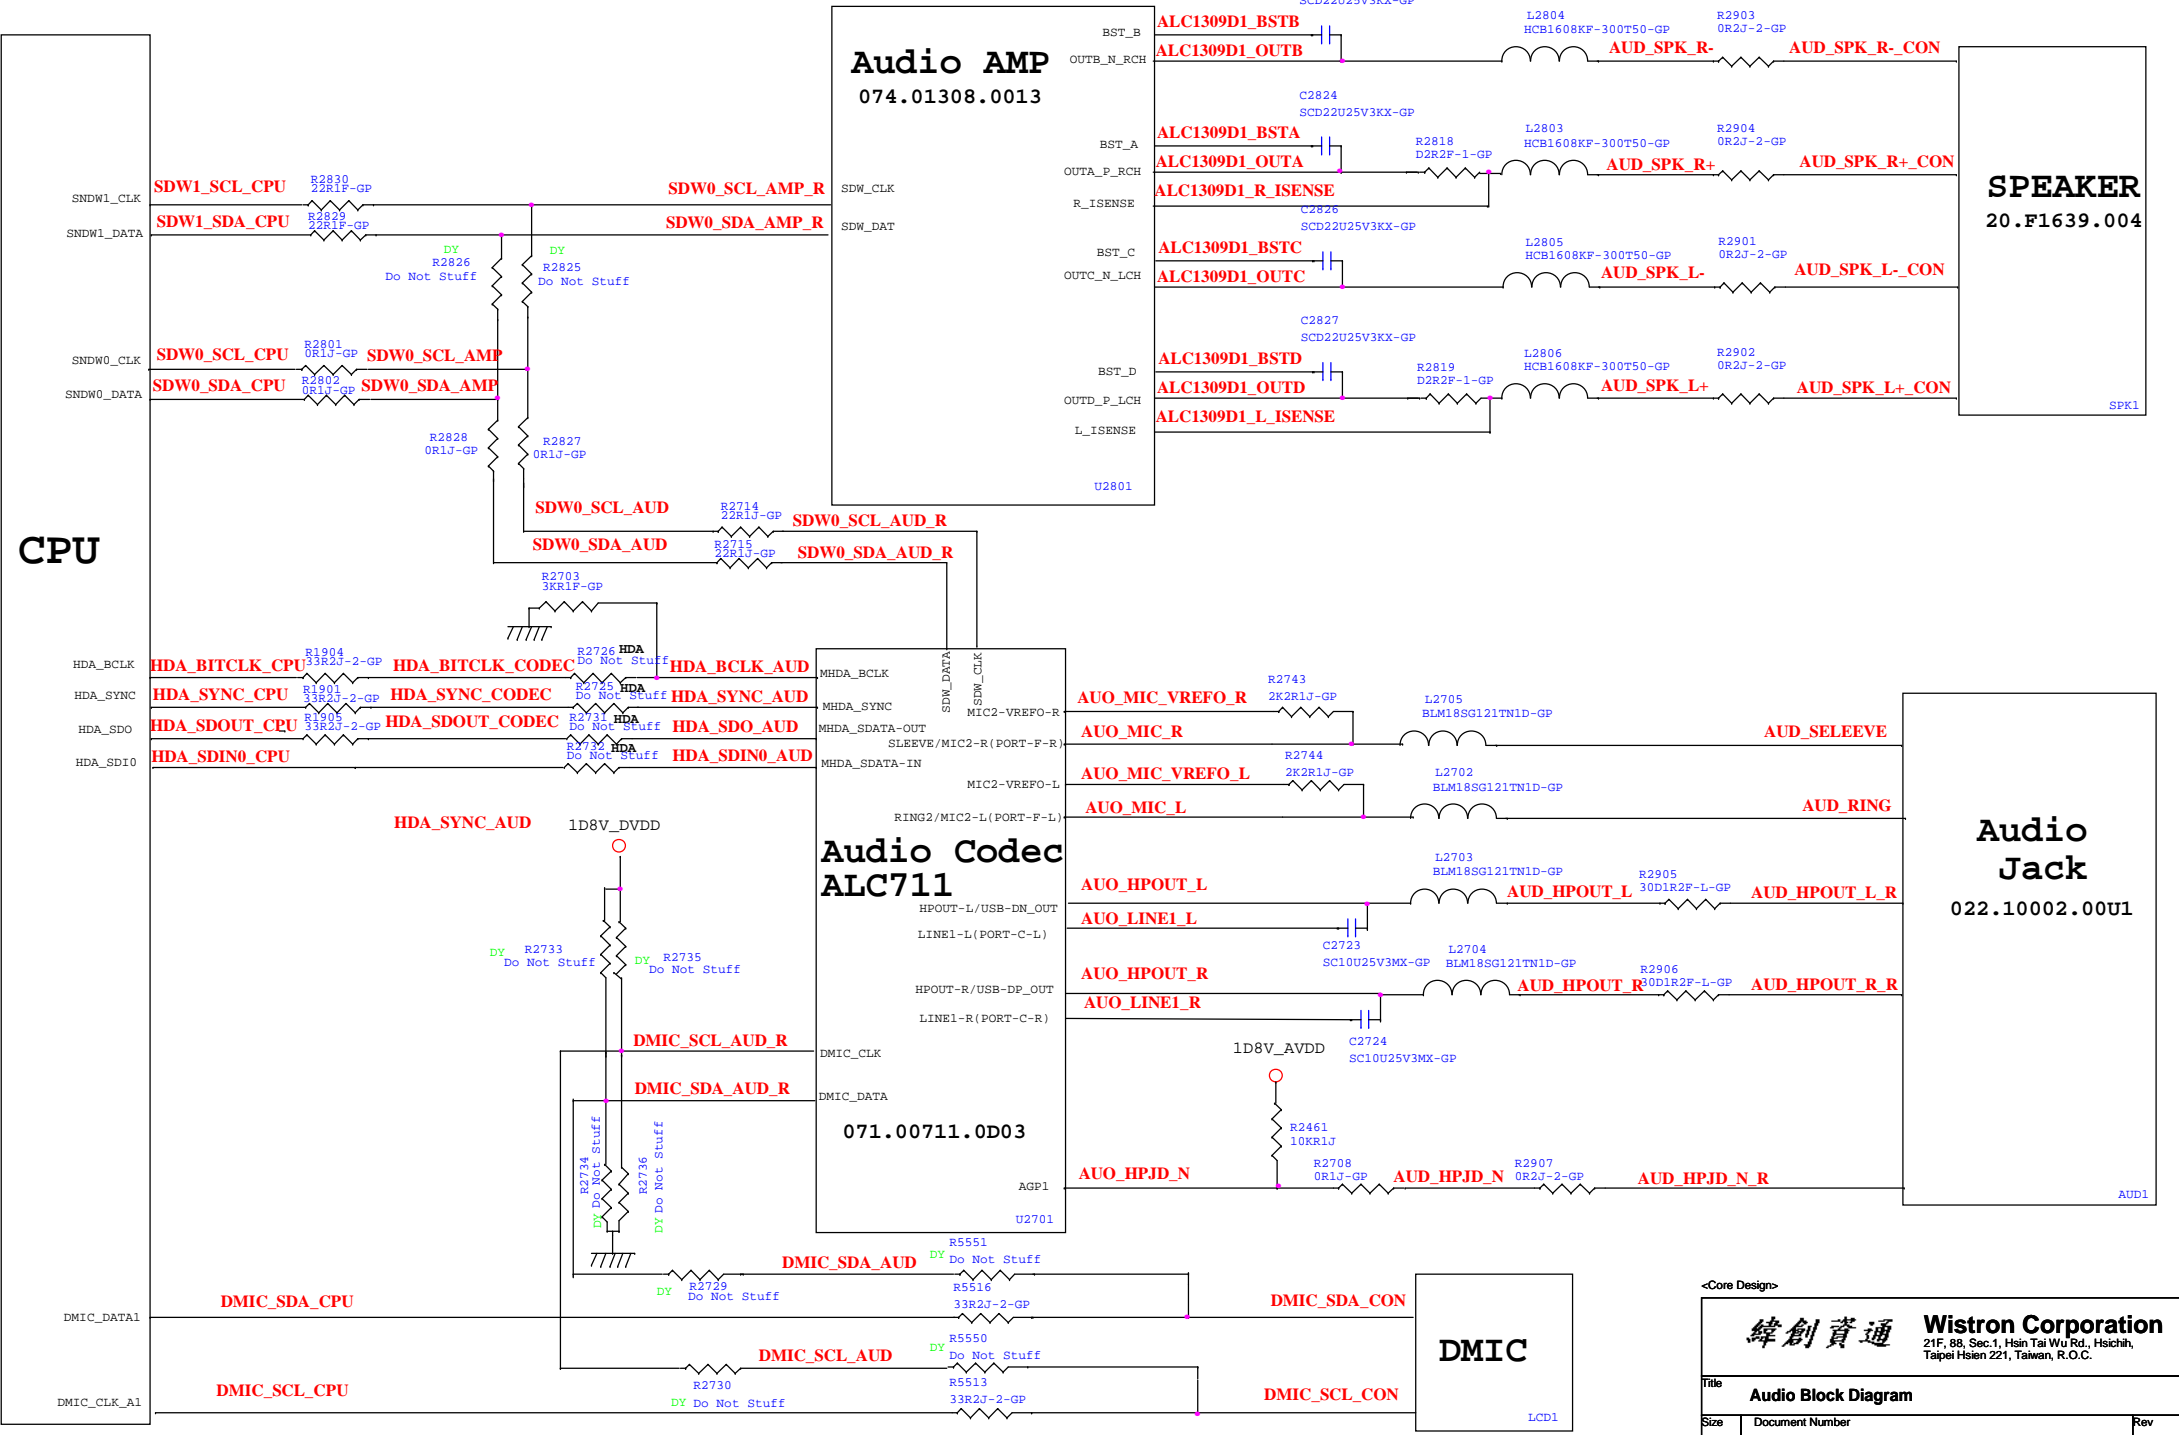 SCD22U25V3KX-GP
ALC1309D1_BSTB
BST_B
L2804
HCB1608KF-300T50-GP
R2903
0R2J-2-GP
OUTB_N_RCH
ALC1309D1_OUTB
AUD_SPK_R-
AUD_SPK_R-_CON
Audio AMP
074.01308.0013
C2824
SCD22U25V3KX-GP
BST_A
ALC1309D1_BSTA
R2818
D2R2F-1-GP
L2803
HCB1608KF-300T50-GP
R2904
0R2J-2-GP
OUTA_P_RCH
ALC1309D1_OUTA
AUD_SPK_R+
AUD_SPK_R+_CON
R_ISENSE
ALC1309D1_R_ISENSE
SPEAKER
20.F1639.004
SNDW1_CLK
SDW1_SCL_CPU
R2830
22R1F-GP
SDW0_SCL_AMP_R
SDW_CLK
SNDW1_DATA
SDW1_SDA_CPU
R2829
22R1F-GP
SDW0_SDA_AMP_R
SDW_DAT
C2826
SCD22U25V3KX-GP
BST_C
ALC1309D1_BSTC
L2805
HCB1608KF-300T50-GP
R2901
0R2J-2-GP
OUTC_N_LCH
ALC1309D1_OUTC
AUD_SPK_L-
AUD_SPK_L-_CON
DY
R2826
Do Not Stuff
DY
R2825
Do Not Stuff
C2827
SCD22U25V3KX-GP
BST_D
ALC1309D1_BSTD
R2819
D2R2F-1-GP
L2806
HCB1608KF-300T50-GP
R2902
0R2J-2-GP
OUTD_P_LCH
ALC1309D1_OUTD
AUD_SPK_L+
AUD_SPK_L+_CON
SPK1
L_ISENSE
ALC1309D1_L_ISENSE
U2801
SNDW0_CLK
SDW0_SCL_CPU
R2801
0R1J-GP
SDW0_SCL_AMP
SNDW0_DATA
SDW0_SDA_CPU
R2802
0R1J-GP
SDW0_SDA_AMP
R2828
0R1J-GP
R2827
0R1J-GP
SDW0_SCL_AUD
R2714
22R1J-GP
SDW0_SCL_AUD_R
SDW0_SDA_AUD
R2715
22R1J-GP
SDW0_SDA_AUD_R
CPU
R2703
3KR1F-GP
HDA_BCLK
HDA_BITCLK_CPU
R1904
33R2J-2-GP
HDA_BITCLK_CODEC
R2726
HDA
Do Not Stuff
HDA_BCLK_AUD
MHDA_BCLK
HDA_SYNC
HDA_SYNC_CPU
R1901
33R2J-2-GP
HDA_SYNC_CODEC
R2725
HDA
Do Not Stuff
HDA_SYNC_AUD
MHDA_SYNC
HDA_SDO
HDA_SDOUT_CPU
R1905
33R2J-2-GP
HDA_SDOUT_CODEC
R2731
HDA
Do Not Stuff
HDA_SDO_AUD
MHDA_SDATA-OUT
HDA_SDI0
HDA_SDIN0_CPU
R2732
HDA
Do Not Stuff
HDA_SDIN0_AUD
MHDA_SDATA-IN
SDW_DATA
SDW_CLK
MIC2-VREFO-R
AUO_MIC_VREFO_R
R2743
2K2R1J-GP
L2705
BLM18SG121TN1D-GP
SLEEVE/MIC2-R(PORT-F-R)
AUO_MIC_R
AUD_SELEEVE
MIC2-VREFO-L
AUO_MIC_VREFO_L
R2744
2K2R1J-GP
L2702
BLM18SG121TN1D-GP
RING2/MIC2-L(PORT-F-L)
AUO_MIC_L
AUD_RING
HDA_SYNC_AUD
1D8V_DVDD
Audio Codec
ALC711
Audio
Jack
022.10002.00U1
L2703
BLM18SG121TN1D-GP
HPOUT-L/USB-DN_OUT
AUO_HPOUT_L
AUD_HPOUT_L
R2905
30D1R2F-L-GP
AUD_HPOUT_L_R
LINE1-L(PORT-C-L)
AUO_LINE1_L
C2723
SC10U25V3MX-GP
L2704
BLM18SG121TN1D-GP
DY
R2733
Do Not Stuff
DY
R2735
Do Not Stuff
HPOUT-R/USB-DP_OUT
AUO_HPOUT_R
AUD_HPOUT_R
R2906
30D1R2F-L-GP
AUD_HPOUT_R_R
LINE1-R(PORT-C-R)
AUO_LINE1_R
C2724
SC10U25V3MX-GP
1D8V_AVDD
DMIC_SCL_AUD_R
DMIC_CLK
DMIC_SDA_AUD_R
DMIC_DATA
071.00711.0D03
R2734
Do Not Stuff
DY
R2736
Do Not Stuff
DY
R2461
10KR1J
AGP1
AUO_HPJD_N
R2708
0R1J-GP
AUD_HPJD_N
R2907
0R2J-2-GP
AUD_HPJD_N_R
U2701
AUD1
DMIC_SDA_AUD
DY
R5551
Do Not Stuff
DY
R2729
Do Not Stuff
DMIC_DATA1
DMIC_SDA_CPU
R5516
33R2J-2-GP
DMIC_SDA_CON
DMIC_SCL_AUD
DY
R5550
Do Not Stuff
R2730
DY Do Not Stuff
DMIC_CLK_A1
DMIC_SCL_CPU
R5513
33R2J-2-GP
DMIC_SCL_CON
DMIC
LCD1
<Core Design>
緯創資通
Wistron Corporation
21F, 88, Sec.1, Hsin Tai Wu Rd., Hsichih,
Taipei Hsien 221, Taiwan, R.O.C.
Title
Audio Block Diagram
Size
Document Number
Rev